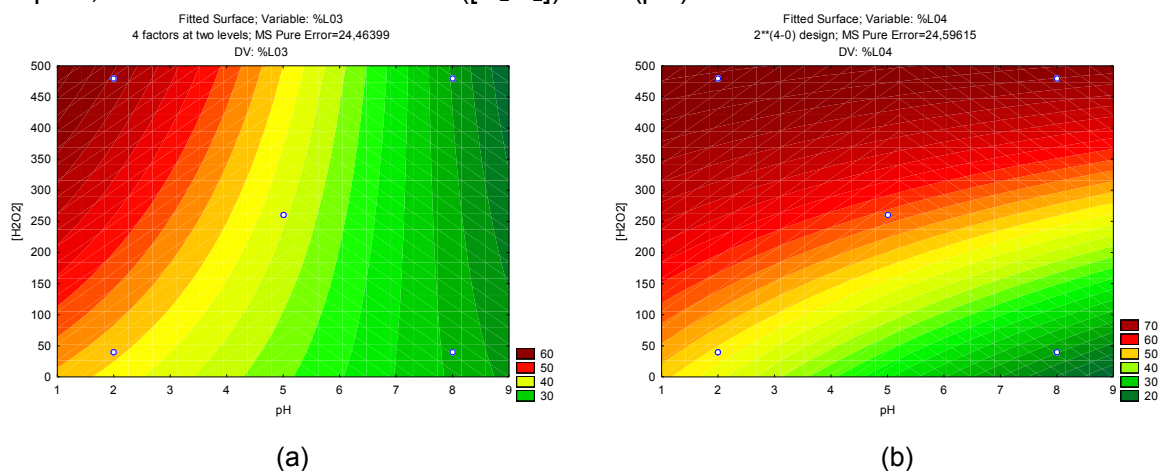 Fitted Surface; Variable: %L03
4 factors at two levels; MS Pure Error=24,46399
DV: %L03
500
450
400
350
300
250
200
150
100
50
0
[H2O2]
1 2 3 4 5 6 7 8 9
pH
60
50
40
30
(a)
Fitted Surface; Variable: %L04
2**(4-0) design; MS Pure Error=24,59615
DV: %L04
500
450
400
350
300
250
200
150
100
50
0
[H2O2]
1 2 3 4 5 6 7 8 9
pH
70
60
50
40
30
20
(b)